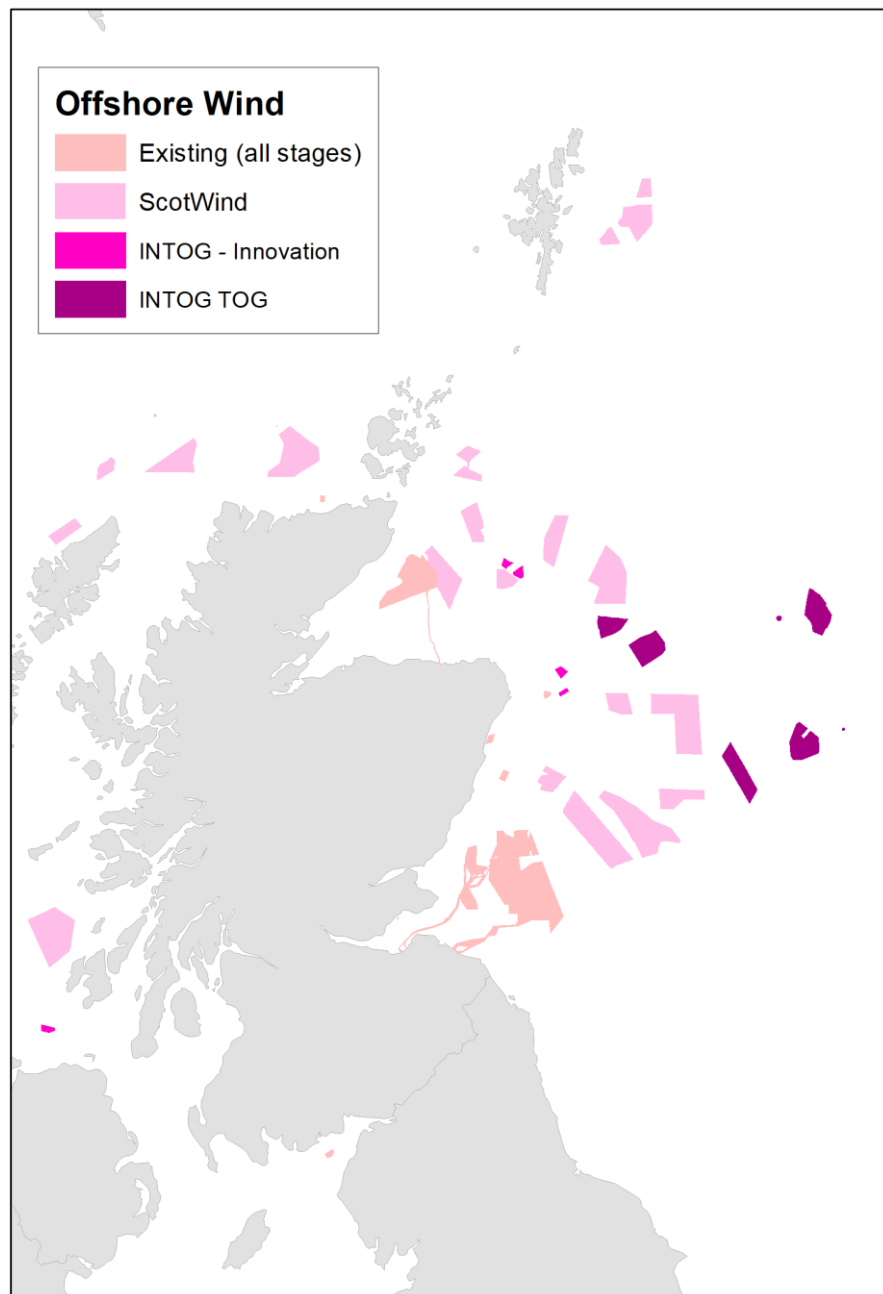 Offshore Wind
Existing (all stages)
ScotWind
INTOG - Innovation
INTOG TOG